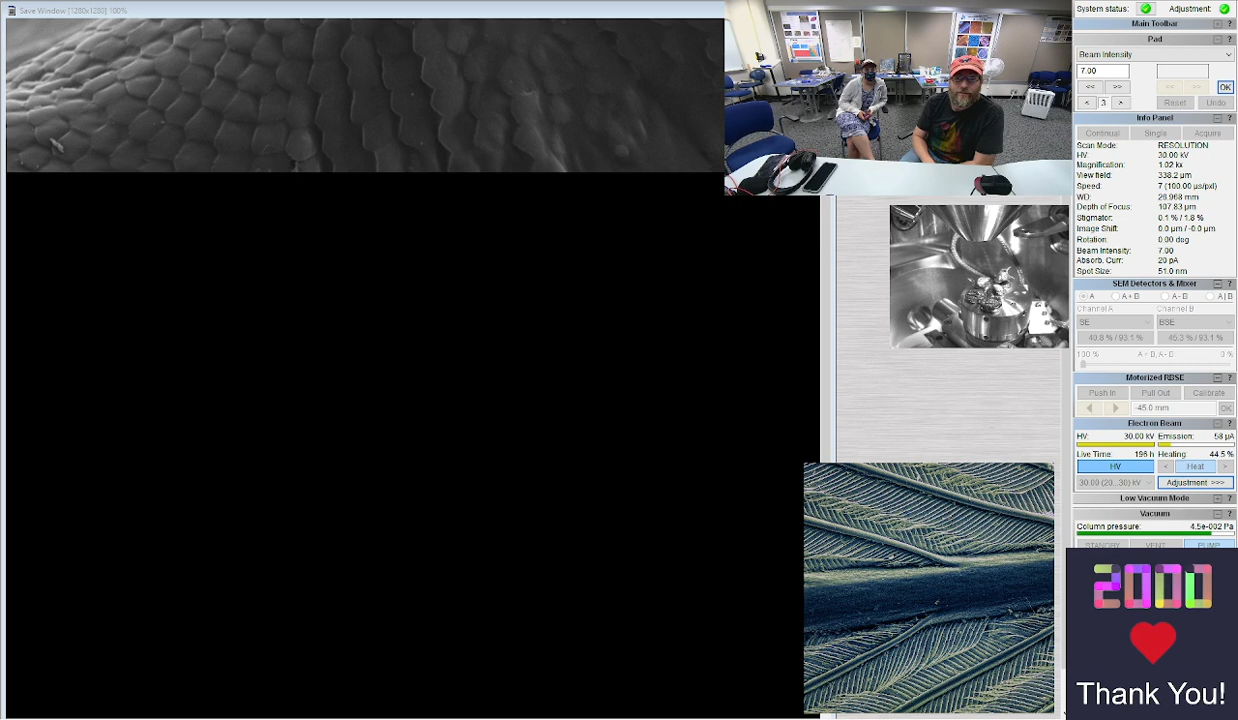 Save Window [1280x1280] 100%
System status: Adjustment:
Main Toolbar ?
Pad ?
Beam Intensity
7.00
<< >> << >> OK
< 3 > Reset Undo
Info Panel ?
Continual Single Acquire
Scan Mode: RESOLUTION
HV: 30.00 kV
Magnification: 1.02 kx
View field: 338.2 µm
Speed: 7 (100.00 µs/pxl)
WD: 26.968 mm
Depth of Focus: 107.83 µm
Stigmator: 0.1 % / 1.8 %
Image Shift: 0.0 µm / -0.0 µm
Rotation: 0.00 deg
Beam Intensity: 7.00
Absorb. Curr: 20 pA
Spot Size: 51.0 nm
SEM Detectors & Mixer ?
A A+B A-B A|B
Channel A Channel B
SE BSE
40.8 % / 93.1 % 45.3 % / 93.1 %
100 % A+B, A-B 0 %
Motorized RBSE ?
Push In Pull Out Calibrate
-45.0 mm OK
Electron Beam ?
HV: 30.00 kV Emission: 58 µA
Live Time: 196 h Heating: 44.5 %
HV < Heat >
30.00 (20...30) kV Adjustment >>>
Low Vacuum Mode ?
Vacuum ?
Column pressure: 4.5e-002 Pa
STANDBY VENT PUMP
2000
Thank You!